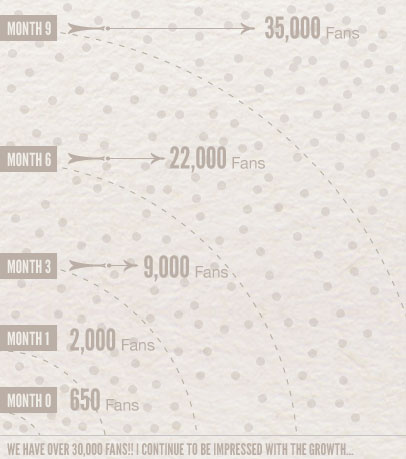 MONTH 9 35,000 Fans
MONTH 6 22,000 Fans
MONTH 3 9,000 Fans
MONTH 1 2,000 Fans
MONTH 0 650 Fans
WE HAVE OVER 30,000 FANS!! I CONTINUE TO BE IMPRESSED WITH THE GROWTH...